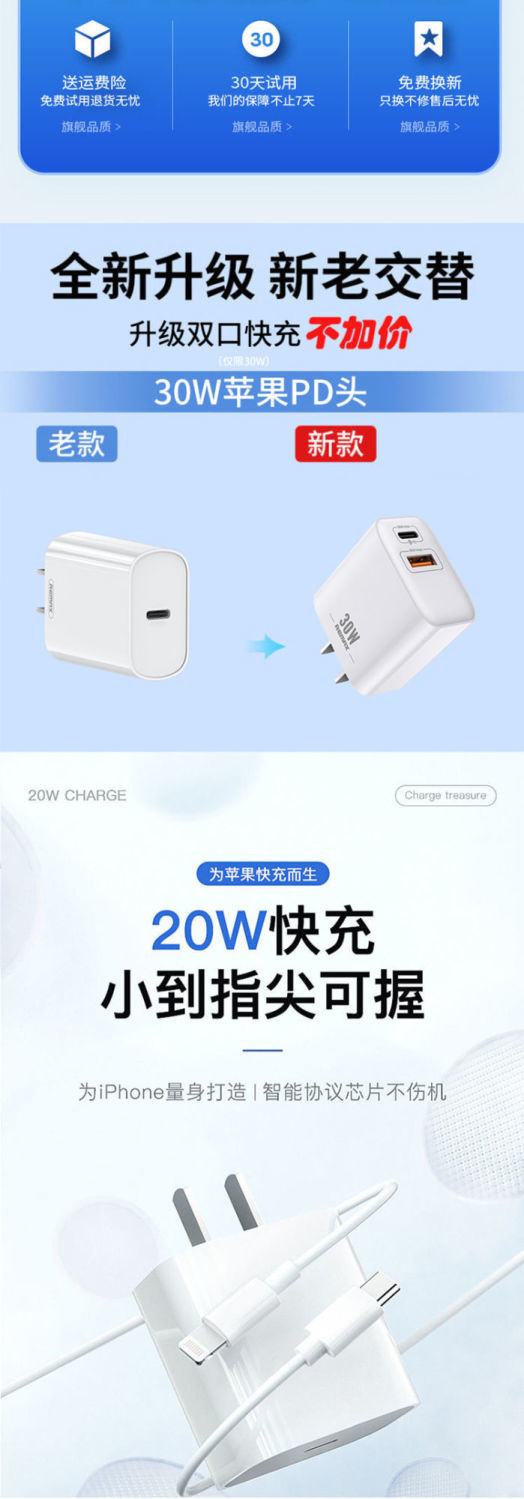 30
送运费险
30天试用
免费换新
免费试用退货无忧
我们的保障不止7天
只换不修售后无忧
旗舰品质 >
旗舰品质 >
旗舰品质 >
全新升级 新老交替
升级双口快充不加价
(仅限30W)
30W苹果PD头
老款
新款
REMAX
30W
REMAX
20W CHARGE
Charge treasure
为苹果快充而生
20W快充
小到指尖可握
为iPhone量身打造 | 智能协议芯片不伤机